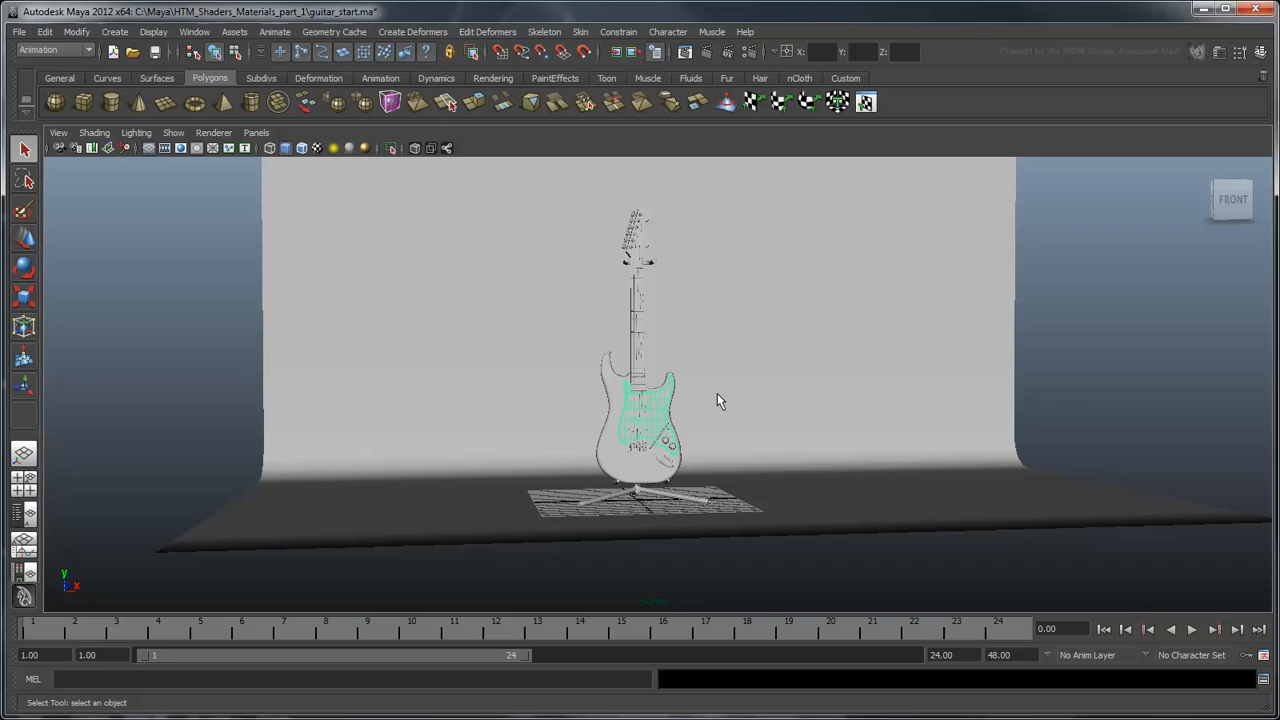 Autodesk Maya 2012 x64: C:\Maya\HTM_Shaders_Materials_part_1\guitar_start.ma*
File Edit Modify Create Display Window Assets Animate Geometry Cache Create Deformers Edit Deformers Skeleton Skin Constrain Character Muscle Help
Animation X: Y: Z:
General Curves Surfaces Polygons Subdivs Deformation Animation Dynamics Rendering PaintEffects Toon Muscle Fluids Fur Hair nCloth Custom
View Shading Lighting Show Renderer Panels
FRONT
y
x
persp
1 2 3 4 5 6 7 8 9 10 11 12 13 14 15 16 17 18 19 20 21 22 23 24 0.00
1.00 1.00 1 24 24.00 48.00 No Anim Layer No Character Set
MEL
Select Tool: select an object